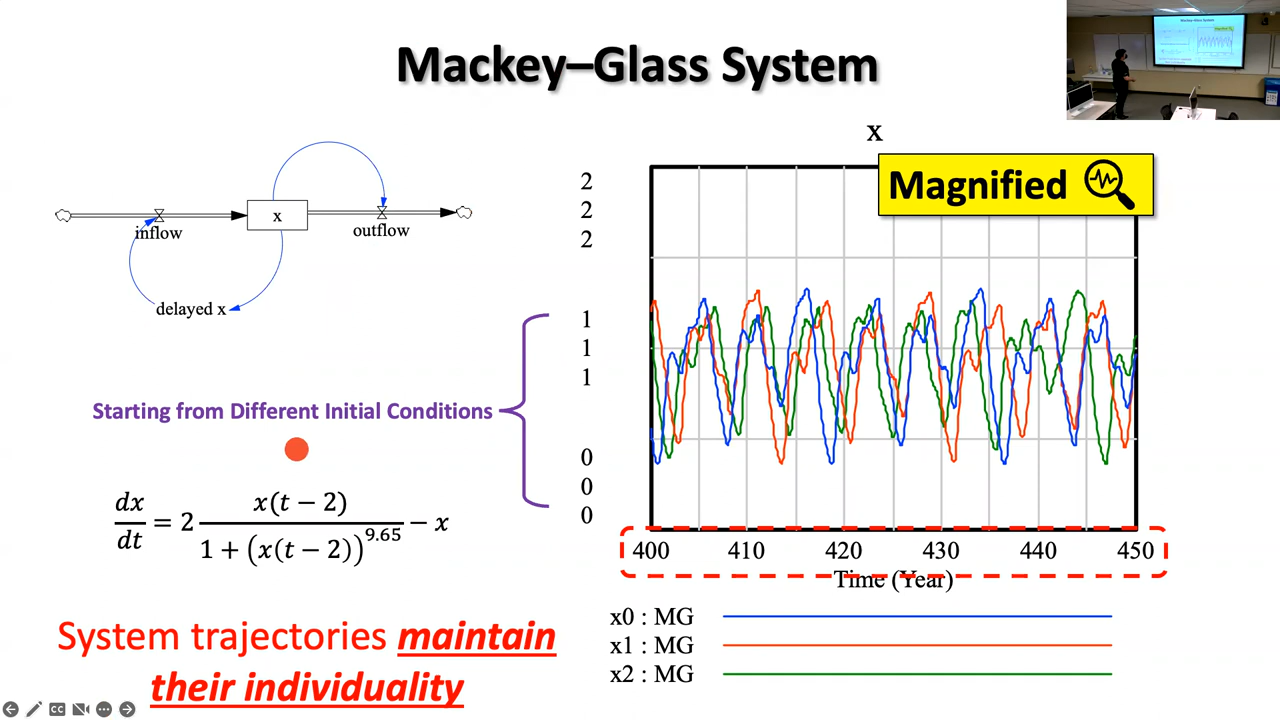 Mackey–Glass System
x
Magnified
x
inflow
outflow
delayed x
2
2
2
1
1
1
0
0
0
Starting from Different Initial Conditions
dx/dt = 2 x(t − 2)/(1 + (x(t − 2))^9.65) − x
400 410 420 430 440 450
Time (Year)
System trajectories maintain
their individuality
x0 : MG
x1 : MG
x2 : MG
CC